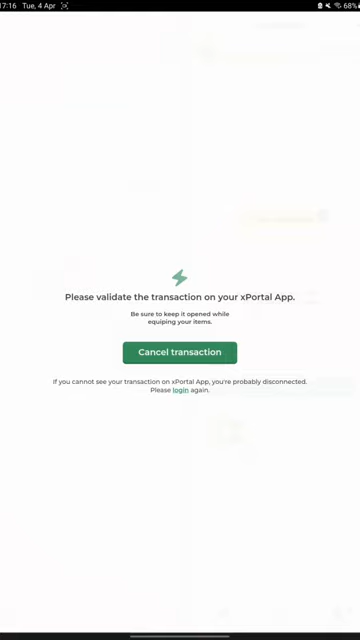 17:16 Tue, 4 Apr 68%
Please validate the transaction on your xPortal App.
Be sure to keep it opened while
equiping your items.
Cancel transaction
If you cannot see your transaction on xPortal App, you're probably disconnected.
Please login again.